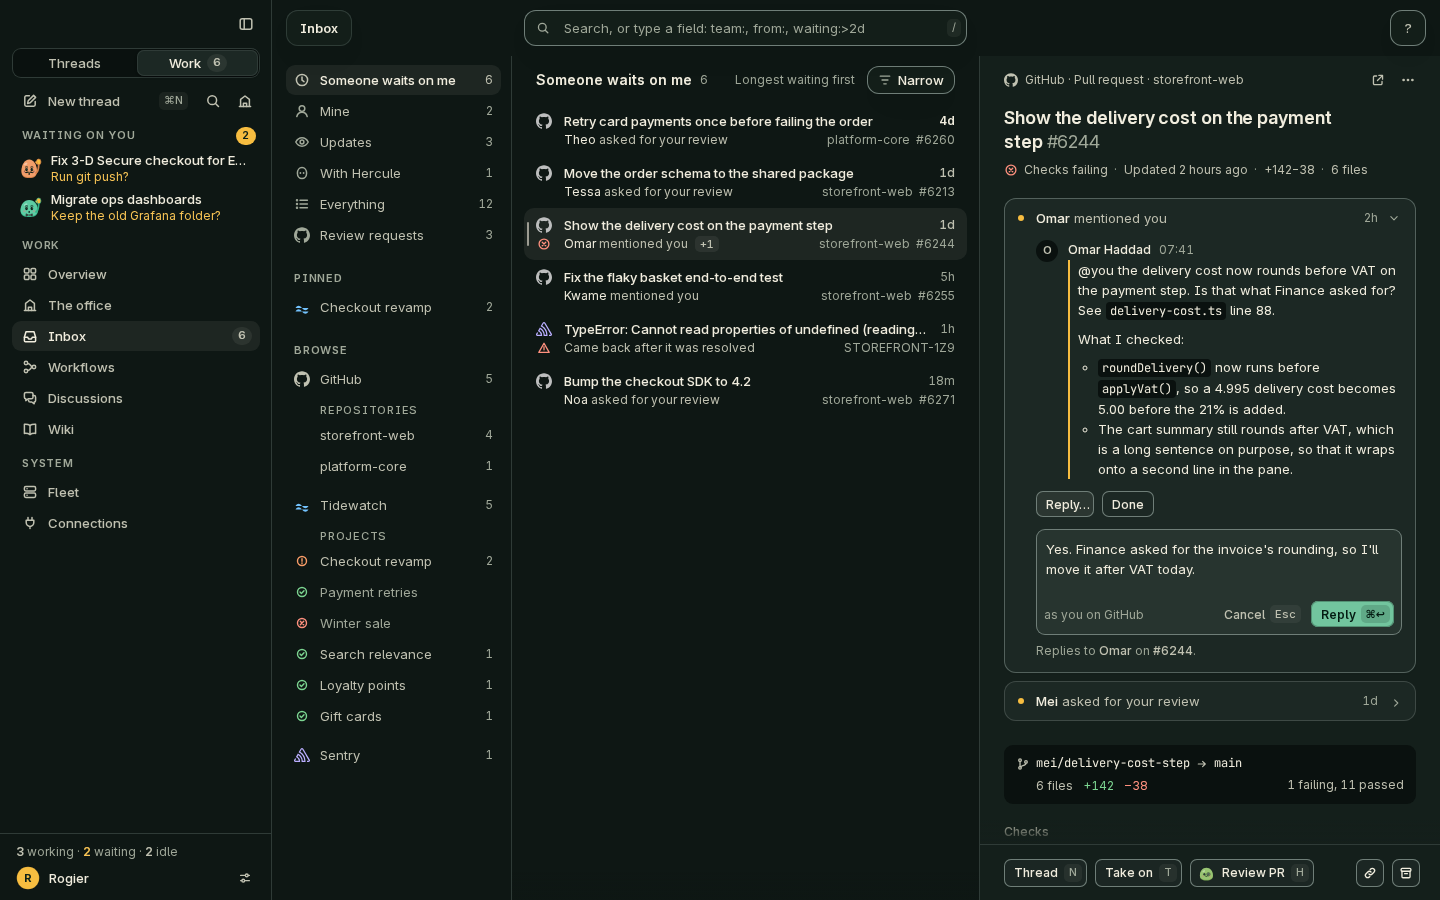 Threads
Work 6
New thread ⌘N
WAITING ON YOU 2
Fix 3-D Secure checkout for E…
Run git push?
Migrate ops dashboards
Keep the old Grafana folder?
WORK
Overview
The office
Inbox 6
Workflows
Discussions
Wiki
SYSTEM
Fleet
Connections
3 working · 2 waiting · 2 idle
R Rogier
Inbox
Someone waits on me 6
Mine 2
Updates 3
With Hercule 1
Everything 12
Review requests 3
PINNED
Checkout revamp 2
BROWSE
GitHub 5
REPOSITORIES
storefront-web 4
platform-core 1
Tidewatch 5
PROJECTS
Checkout revamp 2
Payment retries
Winter sale
Search relevance 1
Loyalty points 1
Gift cards 1
Sentry 1
Search, or type a field: team:, from:, waiting:>2d /
?
Someone waits on me 6 Longest waiting first Narrow
Retry card payments once before failing the order 4d
Theo asked for your review platform-core #6260
Move the order schema to the shared package 1d
Tessa asked for your review storefront-web #6213
Show the delivery cost on the payment step 1d
Omar mentioned you +1 storefront-web #6244
Fix the flaky basket end-to-end test 5h
Kwame mentioned you storefront-web #6255
TypeError: Cannot read properties of undefined (reading… 1h
Came back after it was resolved STOREFRONT-1Z9
Bump the checkout SDK to 4.2 18m
Noa asked for your review storefront-web #6271
GitHub · Pull request · storefront-web
Show the delivery cost on the payment
step #6244
Checks failing · Updated 2 hours ago · +142−38 · 6 files
Omar mentioned you 2h
O Omar Haddad 07:41
@you the delivery cost now rounds before VAT on
the payment step. Is that what Finance asked for?
See delivery-cost.ts line 88.
What I checked:
roundDelivery() now runs before
applyVat(), so a 4.995 delivery cost becomes
5.00 before the 21% is added.
The cart summary still rounds after VAT, which
is a long sentence on purpose, so that it wraps
onto a second line in the pane.
Reply… Done
Yes. Finance asked for the invoice's rounding, so I'll
move it after VAT today.
as you on GitHub Cancel Esc Reply ⌘↩
Replies to Omar on #6244.
Mei asked for your review 1d
mei/delivery-cost-step → main
6 files +142 −38 1 failing, 11 passed
Checks
Thread N Take on T Review PR H